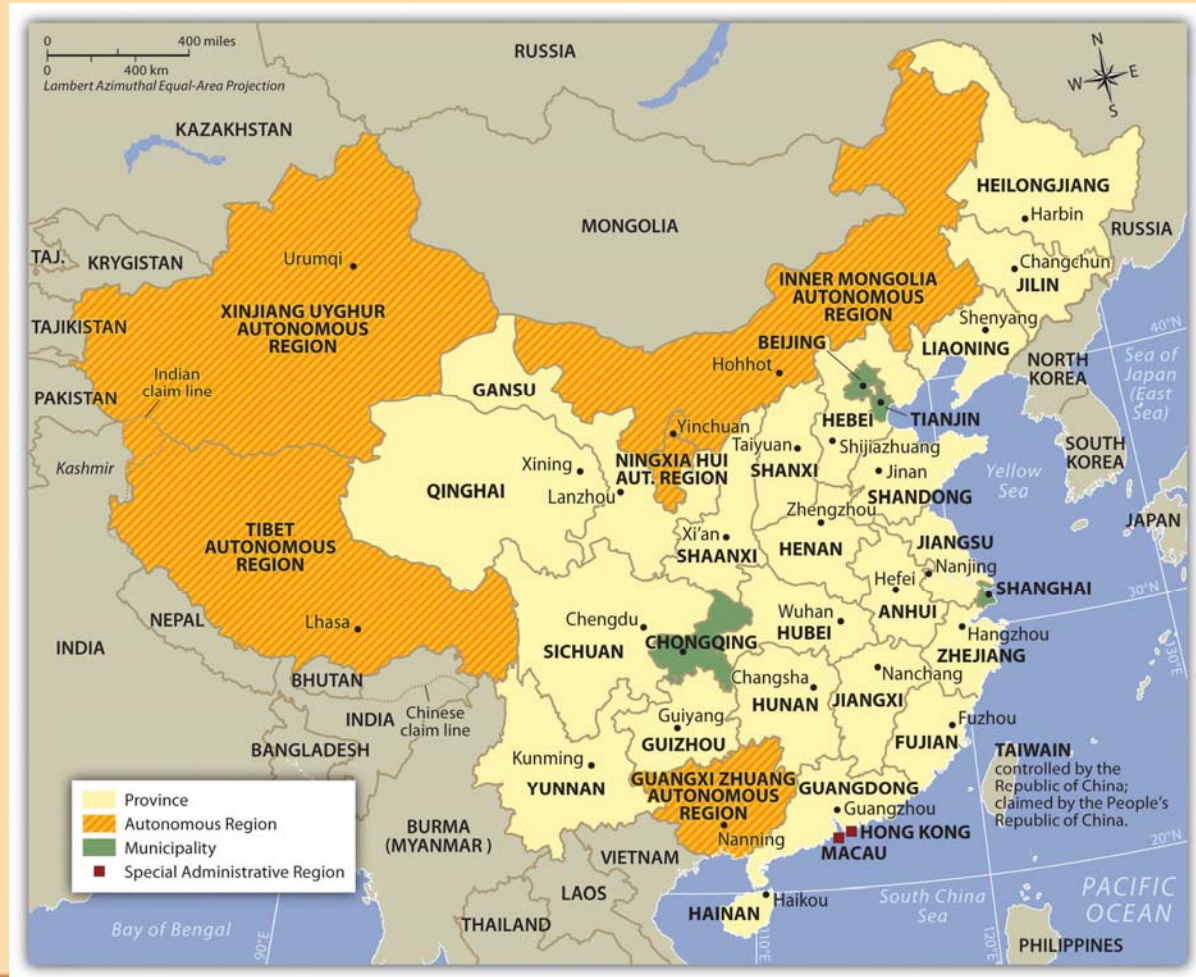 0 400 miles
0 400 km
Lambert Azimuthal Equal-Area Projection
RUSSIA
N
W E
S
KAZAKHSTAN
MONGOLIA
HEILONGJIANG
Harbin
RUSSIA
TAJ.
KRYGISTAN
Urumqi
Changchun
JILIN
INNER MONGOLIA
AUTONOMOUS
REGION
XINJIANG UYGHUR
AUTONOMOUS
REGION
TAJIKISTAN
Shenyang
LIAONING
40°N
BEIJING
Hohhot
NORTH
KOREA
Sea of
Japan
(East
Sea)
Indian
claim line
PAKISTAN
GANSU
HEBEI
TIANJIN
Yinchuan
Taiyuan
Shijiazhuang
SOUTH
KOREA
Kashmir
Xining
NINGXIA HUI
AUT. REGION
SHANXI
Jinan
Yellow
Sea
QINGHAI
Lanzhou
SHANDONG
Zhengzhou
JAPAN
TIBET
AUTONOMOUS
REGION
Xi'an
SHAANXI
HENAN
JIANGSU
Nanjing
Hefei
SHANGHAI
30°N
ANHUI
NEPAL
Lhasa
Chengdu
Wuhan
HUBEI
Hangzhou
ZHEJIANG
INDIA
SICHUAN
CHONGQING
130°E
BHUTAN
Changsha
HUNAN
Nanchang
JIANGXI
INDIA
Chinese
claim line
Guiyang
GUIZHOU
Fuzhou
FUJIAN
BANGLADESH
Kunming
YUNNAN
TAIWAIN
controlled by the
Republic of China;
claimed by the People's
Republic of China.
GUANGXI ZHUANG
AUTONOMOUS
REGION
GUANGDONG
Guangzhou
Nanning
HONG KONG
MACAU
20°N
Province
Autonomous Region
Municipality
Special Administrative Region
BURMA
(MYANMAR )
VIETNAM
LAOS
Haikou
HAINAN
South China
Sea
PACIFIC
OCEAN
THAILAND
Bay of Bengal
90°E
110°E
120°E
PHILIPPINES